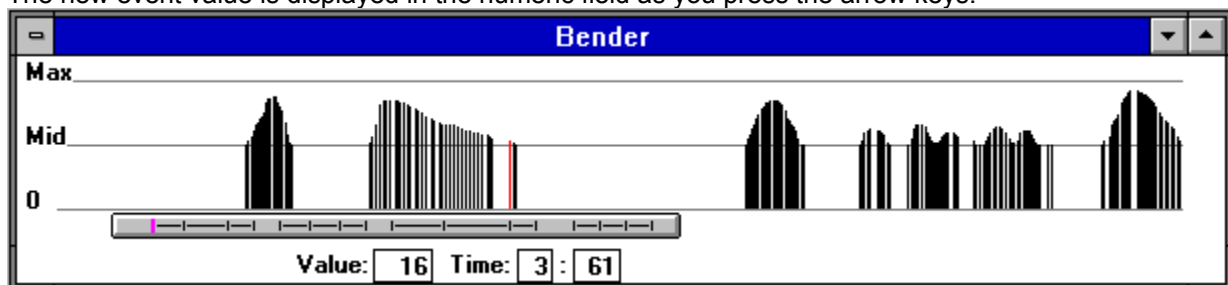 The new event value is displayed in the numeric field as you press the arrow keys.
Bender
Max
Mid
0
Value: 16 Time: 3 : 61